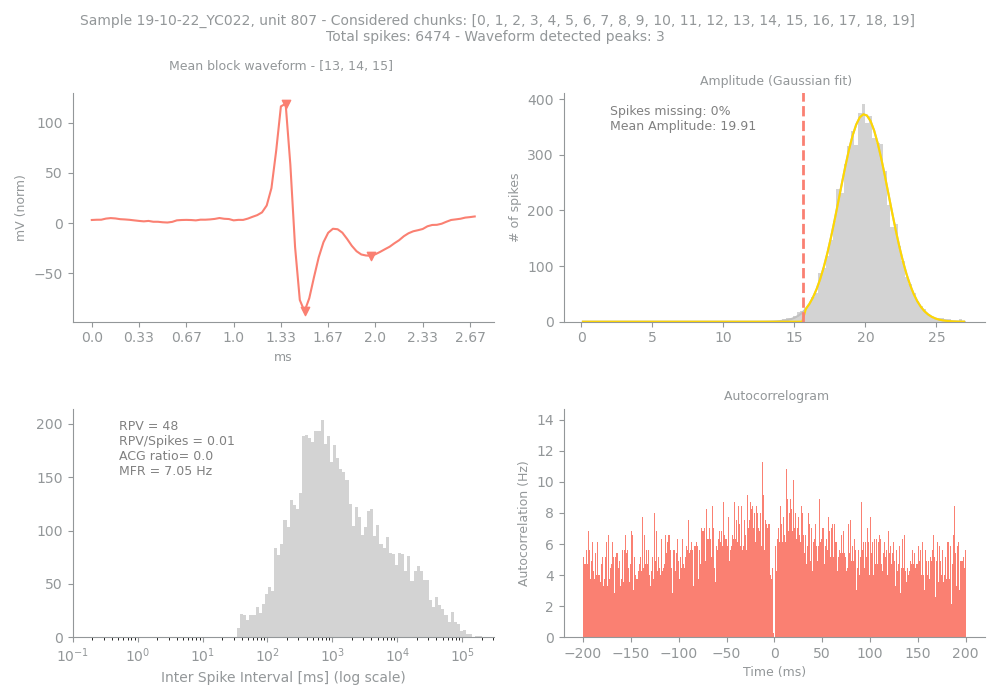 Sample 19-10-22_YC022, unit 807 - Considered chunks: [0, 1, 2, 3, 4, 5, 6, 7, 8, 9, 10, 11, 12, 13, 14, 15, 16, 17, 18, 19]
Total spikes: 6474 - Waveform detected peaks: 3
Mean block waveform - [13, 14, 15]
mV (norm)
100
50
0
−50
0.0 0.33 0.67 1.0 1.33 1.67 2.0 2.33 2.67
ms
Amplitude (Gaussian fit)
Spikes missing: 0%
Mean Amplitude: 19.91
# of spikes
400
300
200
100
0
0 5 10 15 20 25
RPV = 48
RPV/Spikes = 0.01
ACG ratio= 0.0
MFR = 7.05 Hz
200
150
100
50
0
10⁻¹ 10⁰ 10¹ 10² 10³ 10⁴ 10⁵
Inter Spike Interval [ms] (log scale)
Autocorrelogram
Autocorrelation (Hz)
14
12
10
8
6
4
2
0
−200 −150 −100 −50 0 50 100 150 200
Time (ms)